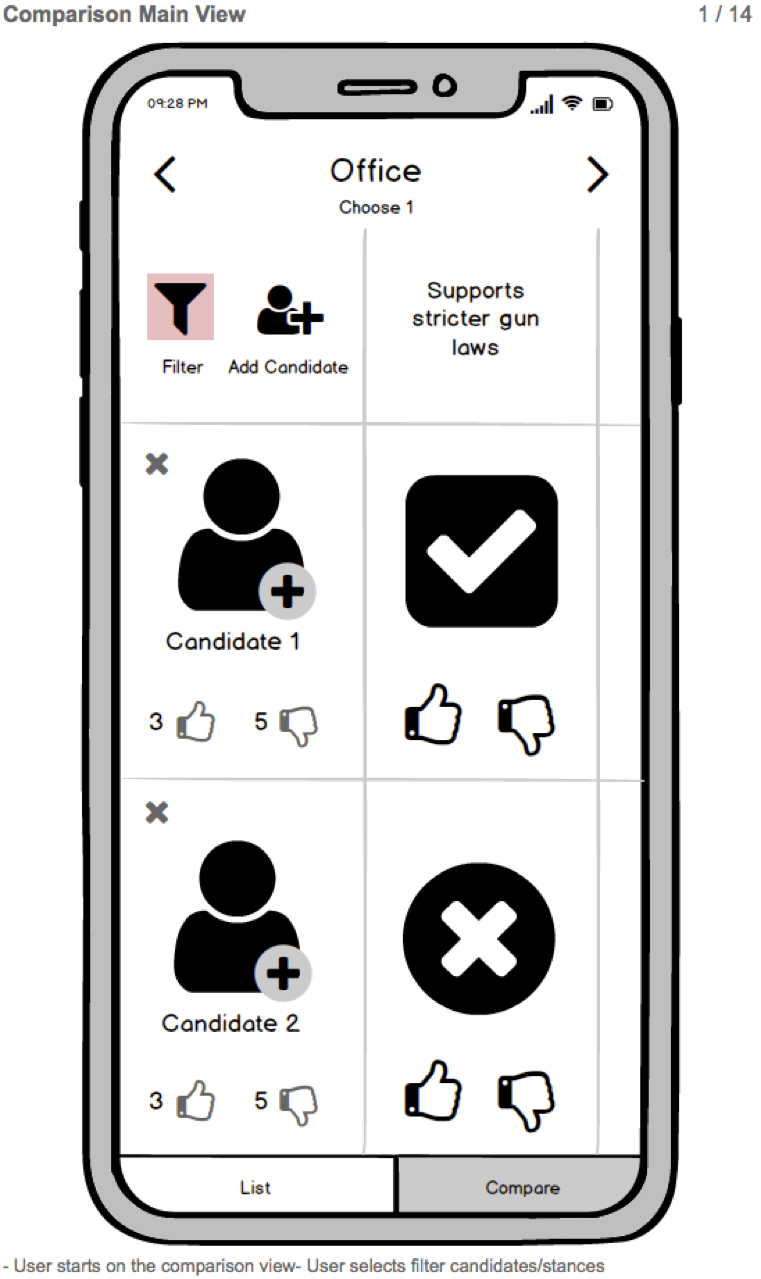 Comparison Main View
1 / 14
09:28 PM
Office
Choose 1
Filter
Add Candidate
Supports
stricter gun
laws
Candidate 1
3
5
Candidate 2
3
5
List
Compare
- User starts on the comparison view- User selects filter candidates/stances